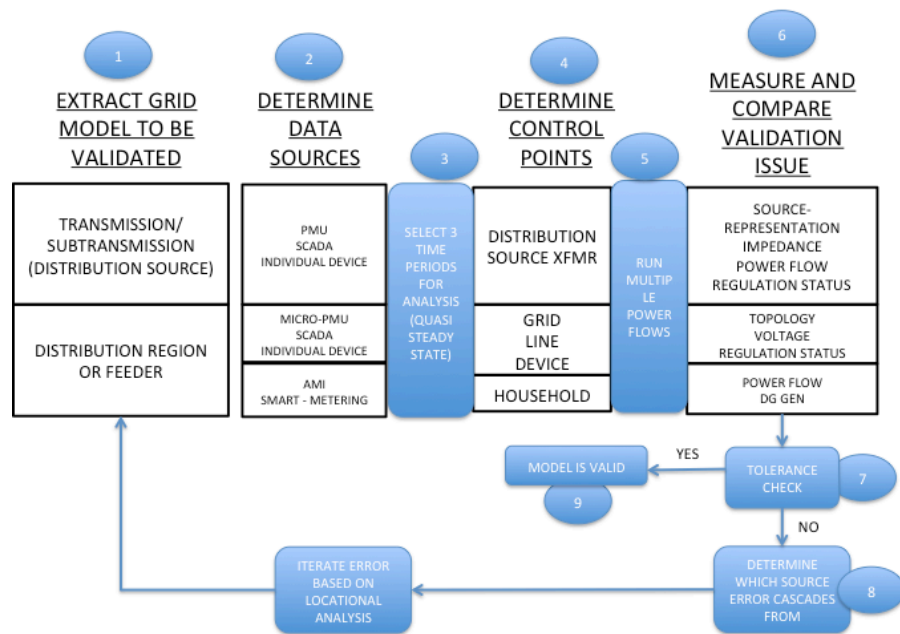 1
EXTRACT GRID
MODEL TO BE
VALIDATED
2
DETERMINE
DATA
SOURCES
3
4
DETERMINE
CONTROL
POINTS
5
6
MEASURE AND
COMPARE
VALIDATION
ISSUE
TRANSMISSION/
SUBTRANSMISSION
(DISTRIBUTION SOURCE)
DISTRIBUTION REGION
OR FEEDER
PMU
SCADA
INDIVIDUAL DEVICE
MICRO-PMU
SCADA
INDIVIDUAL DEVICE
AMI
SMART - METERING
SELECT 3
TIME
PERIODS
FOR
ANALYSIS
(QUASI
STEADY
STATE)
DISTRIBUTION
SOURCE XFMR
GRID
LINE
DEVICE
HOUSEHOLD
RUN
MULTIP
LE
POWER
FLOWS
SOURCE-
REPRESENTATION
IMPEDANCE
POWER FLOW
REGULATION STATUS
TOPOLOGY
VOLTAGE
REGULATION STATUS
POWER FLOW
DG GEN
TOLERANCE
CHECK
7
YES
MODEL IS VALID
9
NO
DETERMINE
WHICH SOURCE
ERROR CASCADES
FROM
8
ITERATE ERROR
BASED ON
LOCATIONAL
ANALYSIS